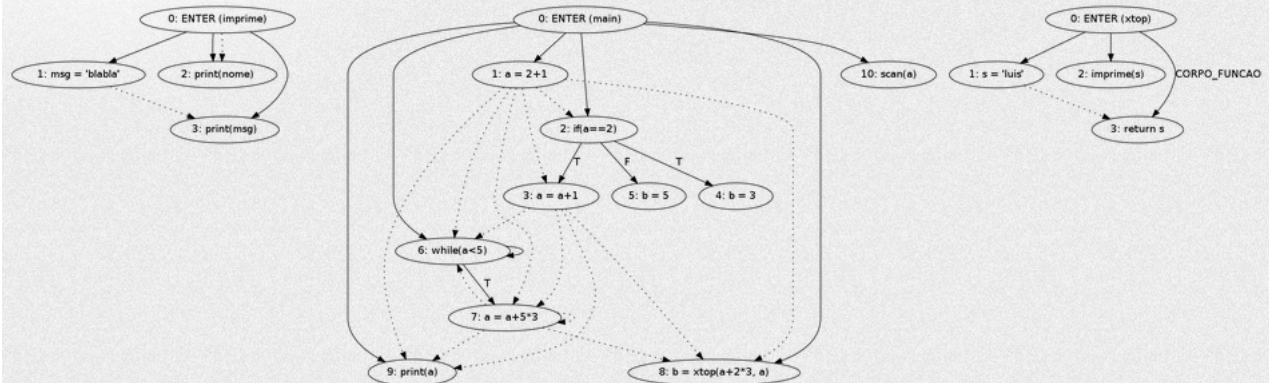 0: ENTER (imprime)
1: msg = 'blabla'
2: print(nome)
3: print(msg)
0: ENTER (main)
1: a = 2+1
10: scan(a)
2: if(a==2)
T
F
T
3: a = a+1
5: b = 5
4: b = 3
6: while(a<5)
T
7: a = a+5*3
9: print(a)
8: b = xtop(a+2*3, a)
0: ENTER (xtop)
1: s = 'luis'
2: imprime(s)
CORPO_FUNCAO
3: return s